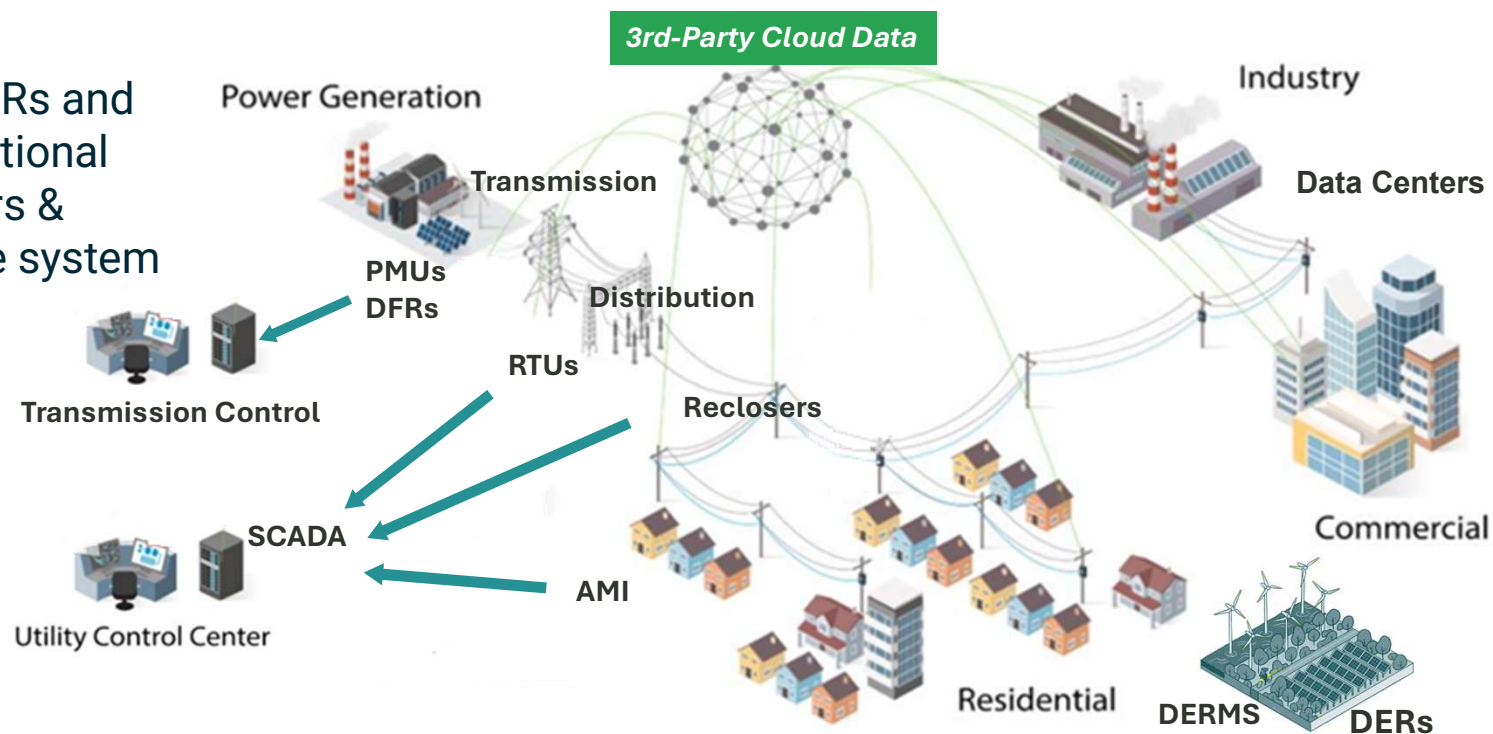 3rd-Party Cloud Data
Rs and
tional
rs &
e system
Power Generation
Industry
Transmission
Data Centers
PMUs
DFRs
Distribution
RTUs
Transmission Control
Reclosers
SCADA
Commercial
AMI
Utility Control Center
Residential
DERMS
DERs